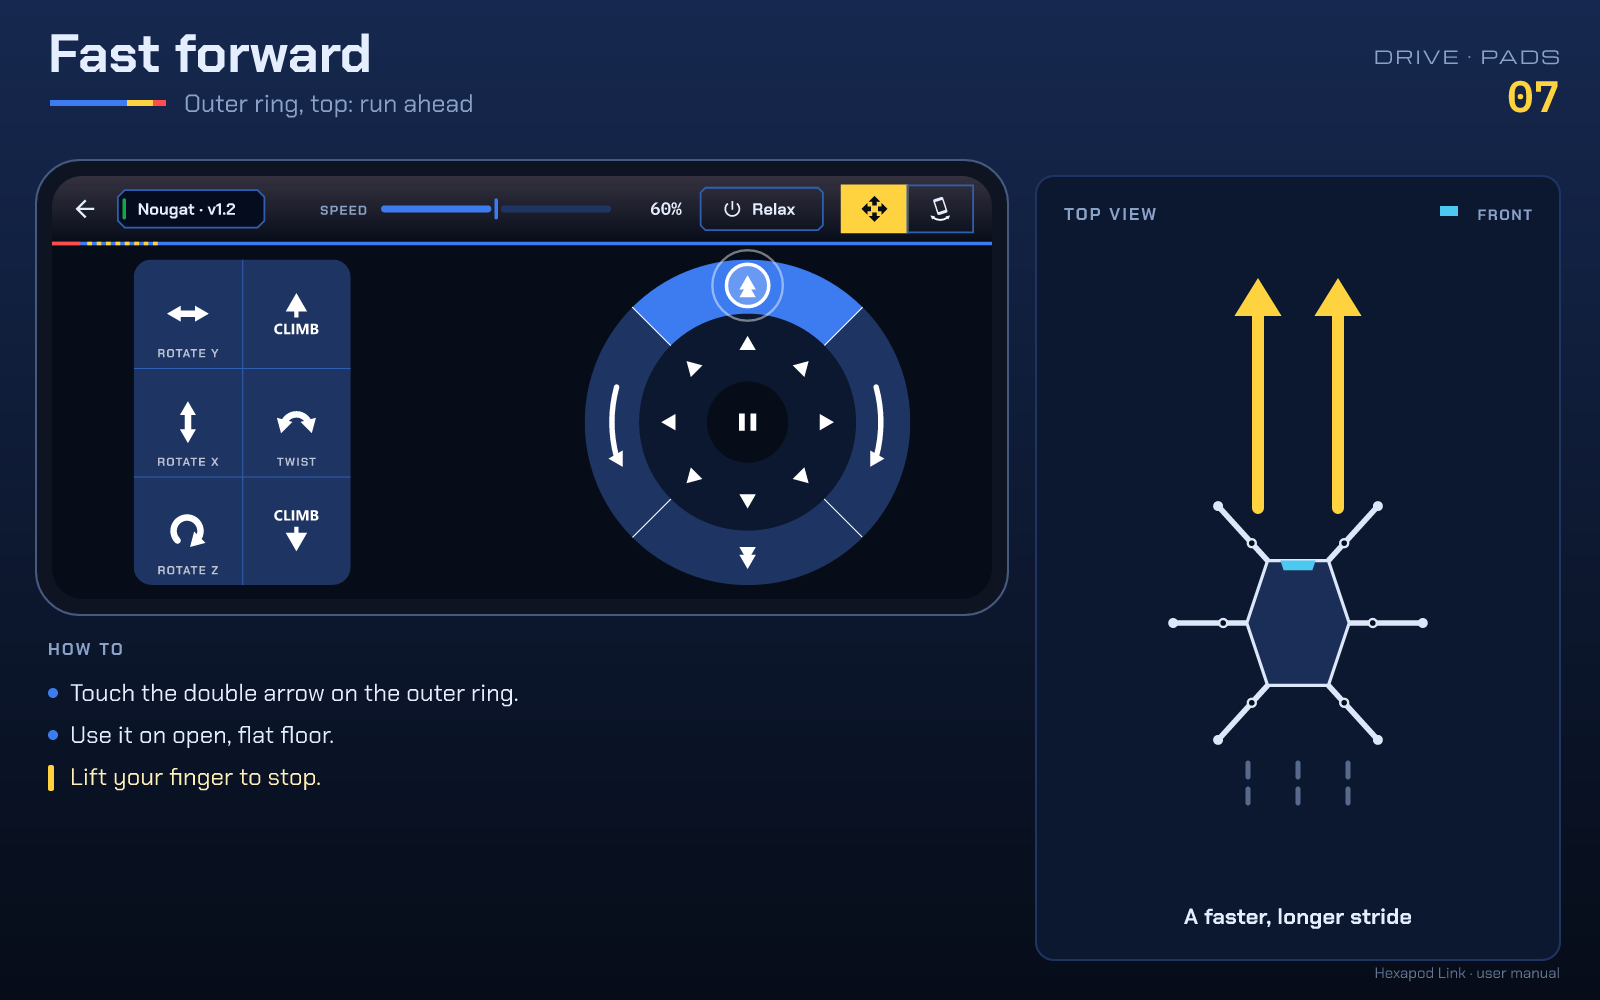 Fast forward
Outer ring, top: run ahead
DRIVE · PADS
07
Nougat · v1.2
SPEED
60%
Relax
ROTATE Y
CLIMB
ROTATE X
TWIST
ROTATE Z
CLIMB
TOP VIEW
FRONT
A faster, longer stride
HOW TO
Touch the double arrow on the outer ring.
Use it on open, flat floor.
Lift your finger to stop.
Hexapod Link · user manual